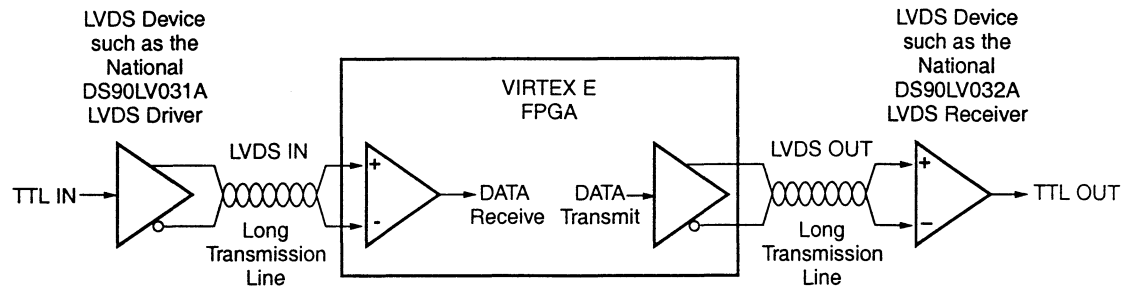 LVDS Device
such as the
National
DS90LV031A
LVDS Driver
TTL IN
LVDS IN
Long
Transmission
Line
VIRTEX E
FPGA
+
-
DATA
Receive
DATA
Transmit
LVDS OUT
Long
Transmission
Line
LVDS Device
such as the
National
DS90LV032A
LVDS Receiver
+
–
TTL OUT